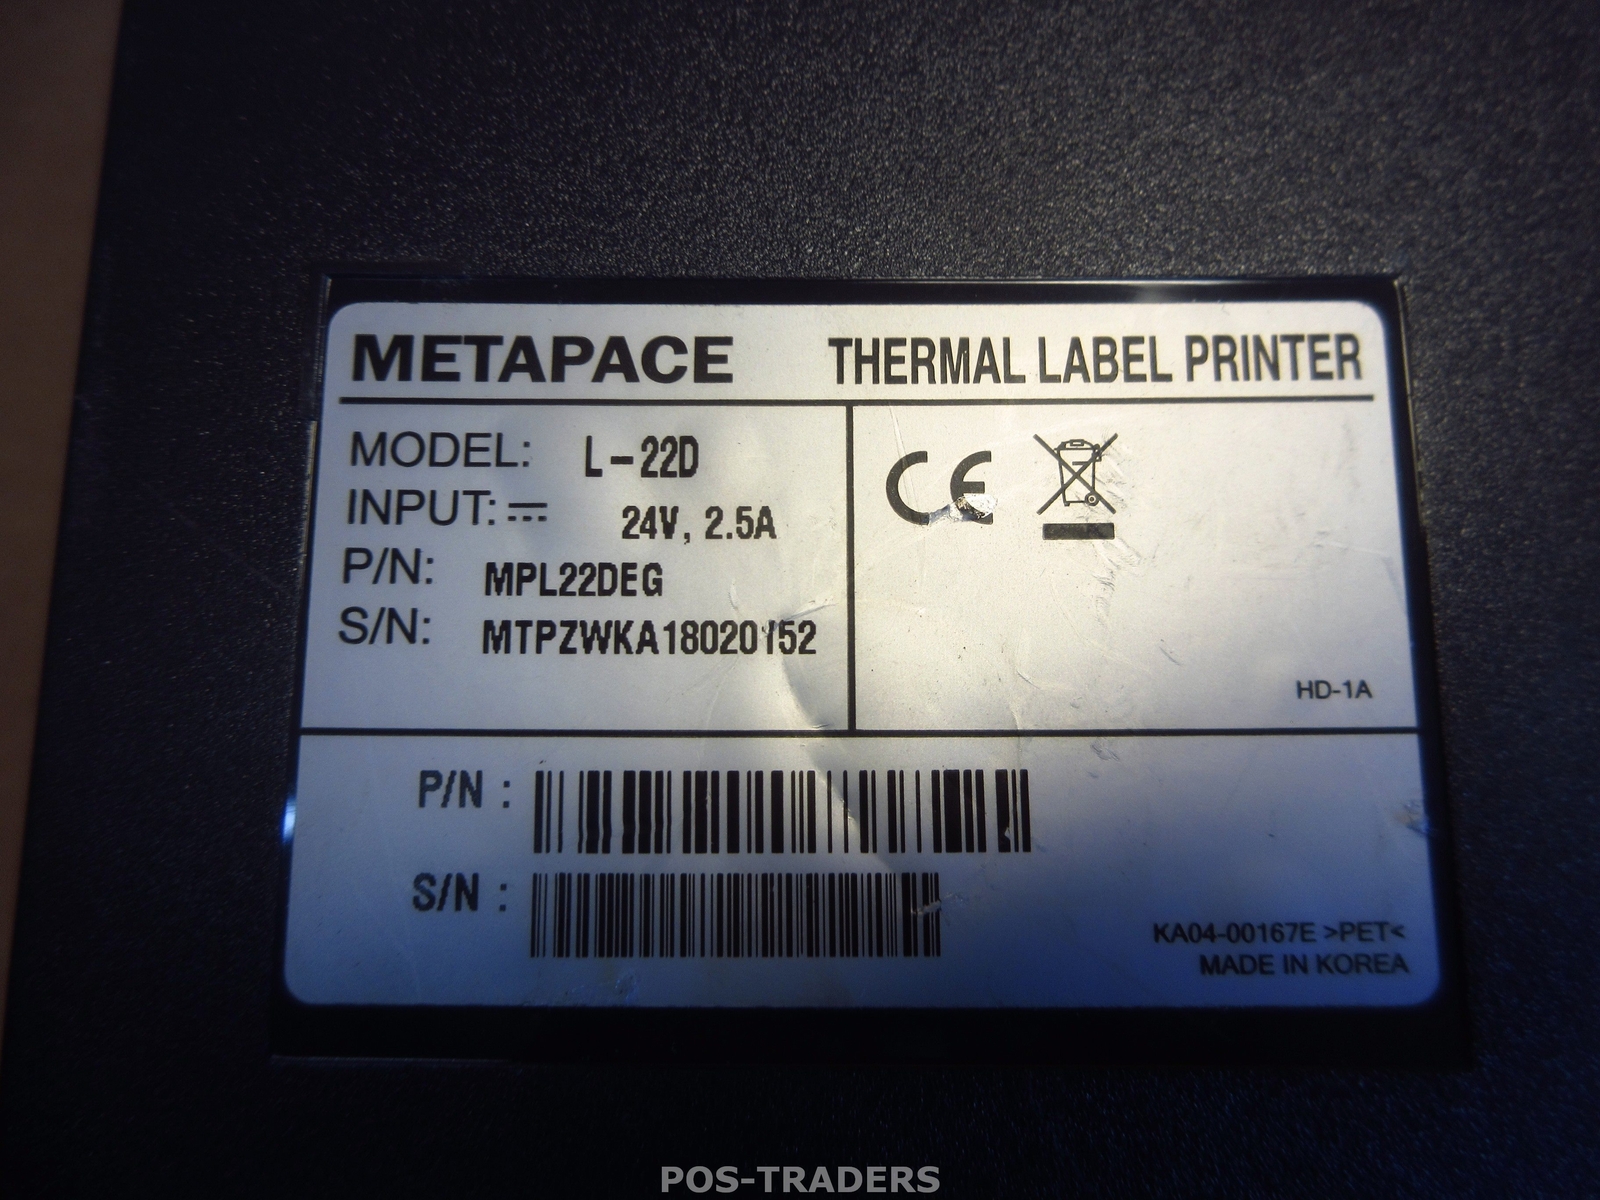 METAPACE THERMAL LABEL PRINTER
MODEL: L-22D
INPUT: 24V, 2.5A
P/N: MPL22DEG
S/N:
CE
HD-1A
P/N :
S/N :
KA04-00167E >PET<
MADE IN KOREA
POS-TRADERS